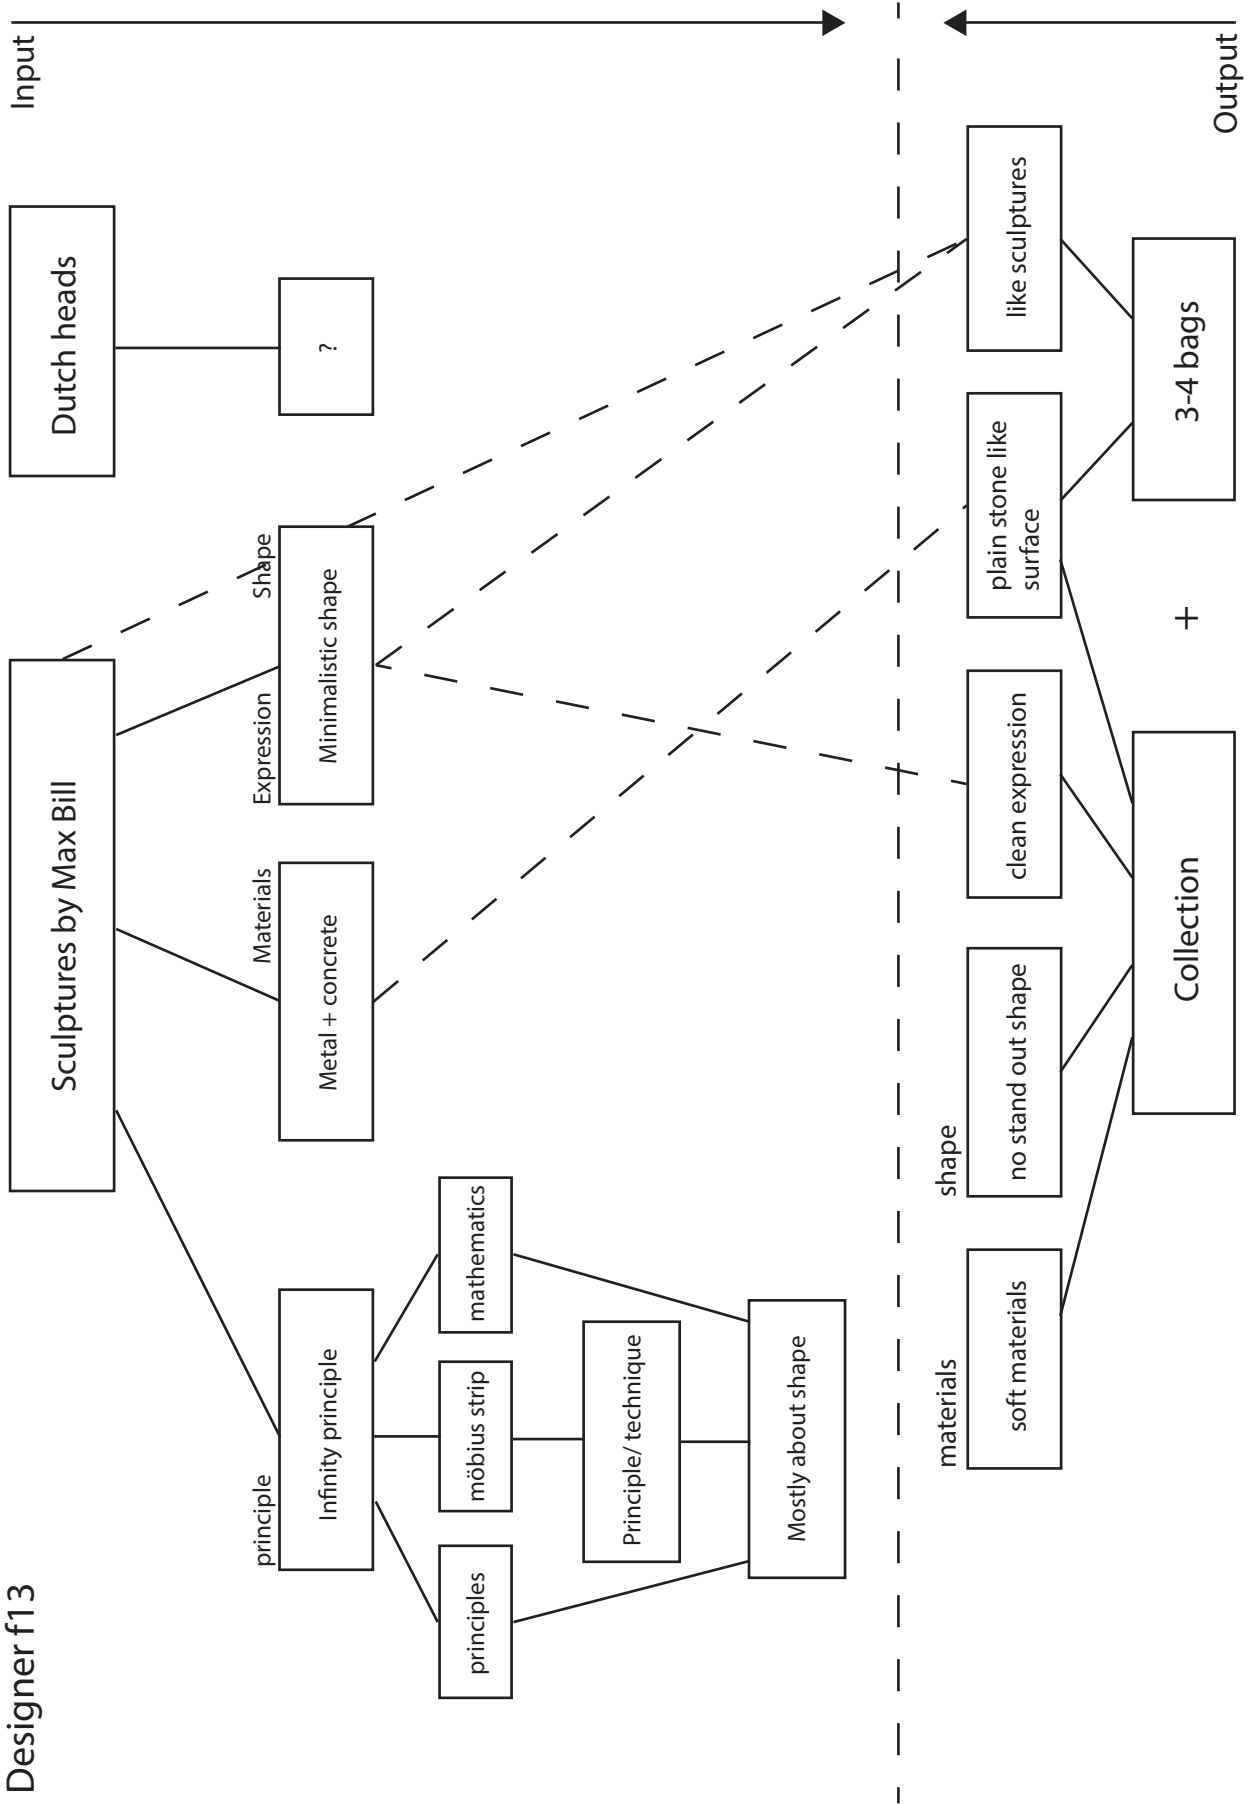 Designer f13
Input
Sculptures by Max Bill
Dutch heads
principle
Materials
Expression
Shape
Infinity principle
Metal + concrete
Minimalistic shape
?
principles
möbius strip
mathematics
Principle/ technique
Mostly about shape
materials
shape
soft materials
no stand out shape
clean expression
plain stone like
surface
like sculptures
Collection
+
3-4 bags
Output